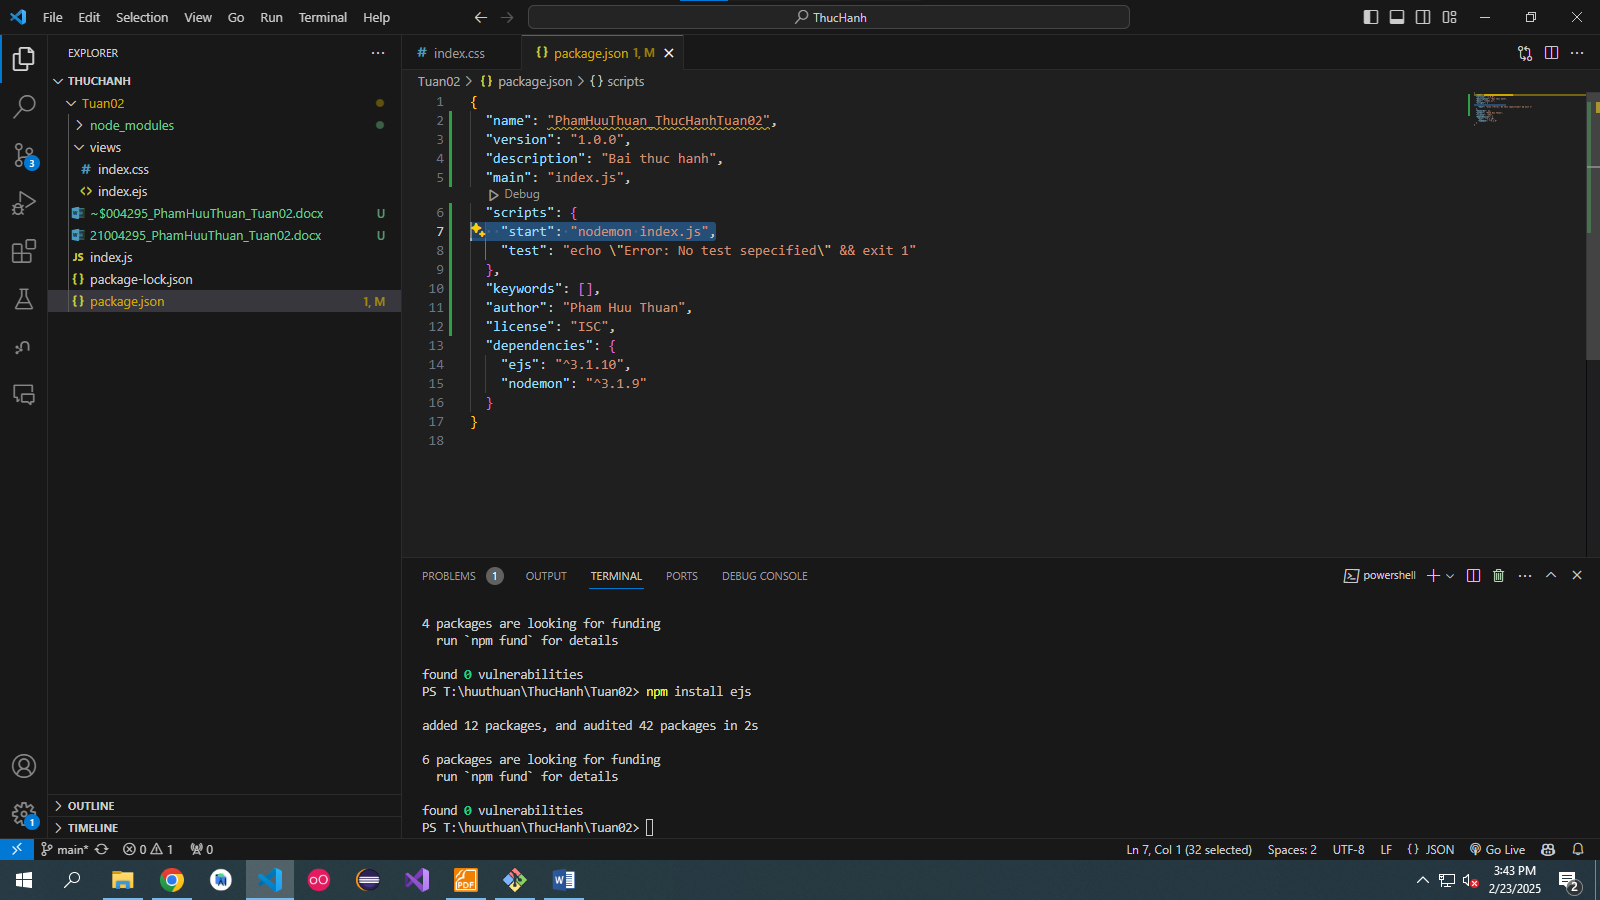 File Edit Selection View Go Run Terminal Help
ThucHanh
EXPLORER
THUCHANH
Tuan02
node_modules
views
# index.css
<> index.ejs
~$004295_PhamHuuThuan_Tuan02.docx U
21004295_PhamHuuThuan_Tuan02.docx U
JS index.js
{} package-lock.json
{} package.json 1, M
OUTLINE
TIMELINE
3
1
# index.css
{} package.json 1, M
Tuan02 > {} package.json > {} scripts
1 {
2 "name": "PhamHuuThuan_ThucHanhTuan02",
3 "version": "1.0.0",
4 "description": "Bai thuc hanh",
5 "main": "index.js",
Debug
6 "scripts": {
7 "start": "nodemon index.js",
8 "test": "echo \"Error: No test sepecified\" && exit 1"
9 },
10 "keywords": [],
11 "author": "Pham Huu Thuan",
12 "license": "ISC",
13 "dependencies": {
14 "ejs": "^3.1.10",
15 "nodemon": "^3.1.9"
16 }
17 }
18
PROBLEMS 1 OUTPUT TERMINAL PORTS DEBUG CONSOLE
powershell
4 packages are looking for funding
run `npm fund` for details
found 0 vulnerabilities
PS T:\huuthuan\ThucHanh\Tuan02> npm install ejs
added 12 packages, and audited 42 packages in 2s
6 packages are looking for funding
run `npm fund` for details
found 0 vulnerabilities
PS T:\huuthuan\ThucHanh\Tuan02>
main* 0 1 0
Ln 7, Col 1 (32 selected) Spaces: 2 UTF-8 LF {} JSON Go Live
PDF
3:43 PM
2/23/2025
2